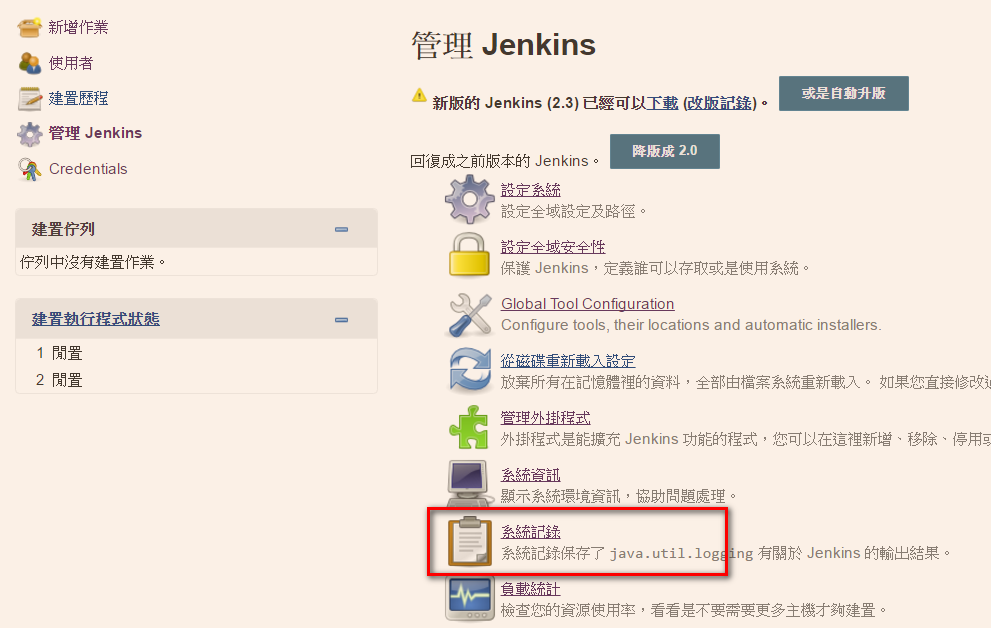 新增作業
使用者
建置歷程
管理 Jenkins
Credentials
建置佇列
佇列中沒有建置作業。
建置執行程式狀態
1 閒置
2 閒置
管理 Jenkins
新版的 Jenkins (2.3) 已經可以下載 (改版記錄)。 或是自動升版
回復成之前版本的 Jenkins。 降版成 2.0
設定系統
設定全域設定及路徑。
設定全域安全性
保護 Jenkins，定義誰可以存取或是使用系統。
Global Tool Configuration
Configure tools, their locations and automatic installers.
從磁碟重新載入設定
放棄所有在記憶體裡的資料，全部由檔案系統重新載入。 如果您直接修改
管理外掛程式
外掛程式是能擴充 Jenkins 功能的程式，您可以在這裡新增、移除、停用
系統資訊
顯示系統環境資訊，協助問題處理。
系統記錄
系統記錄保存了 java.util.logging 有關於 Jenkins 的輸出結果。
負載統計
檢查您的資源使用率，看看是不要需要更多主機才夠建置。